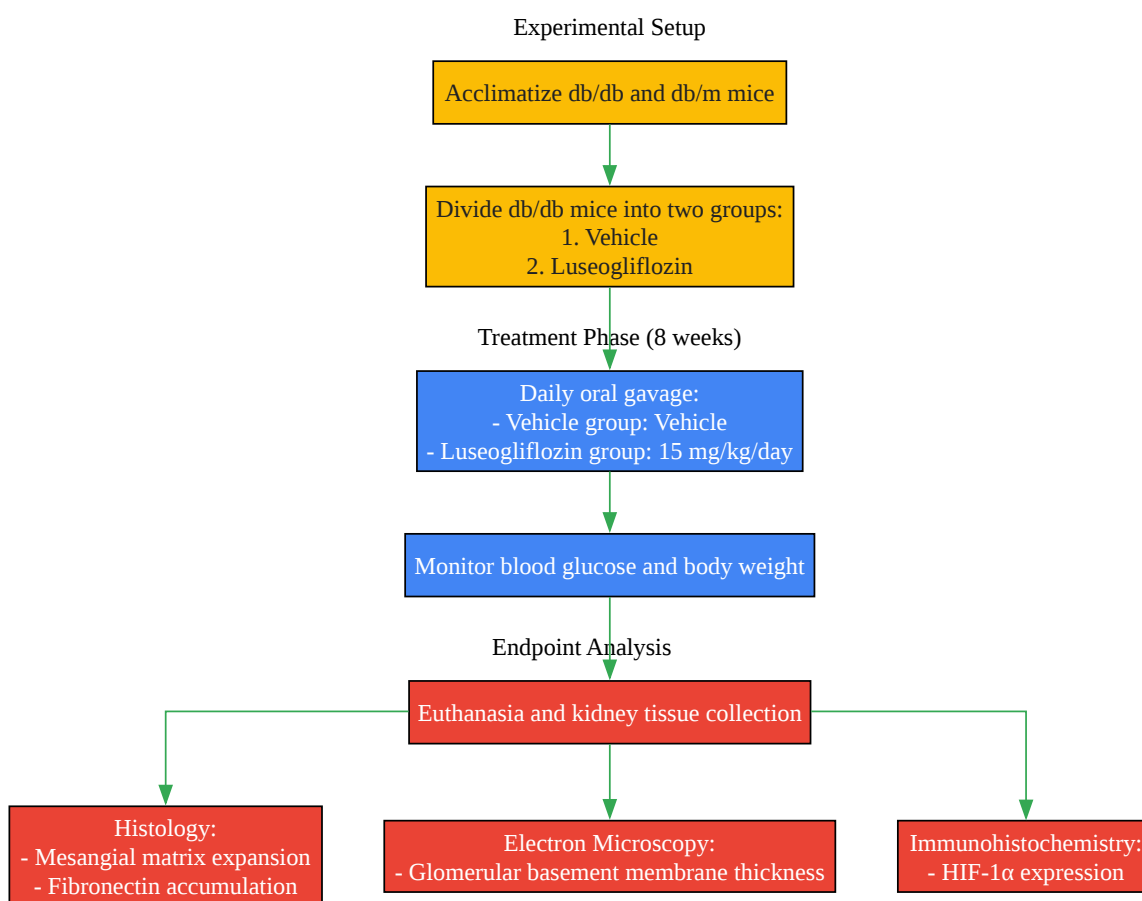 Experimental Setup
Acclimatize db/db and db/m mice
Divide db/db mice into two groups:
1. Vehicle
2. Luseogliflozin
Treatment Phase (8 weeks)
Daily oral gavage:
- Vehicle group: Vehicle
- Luseogliflozin group: 15 mg/kg/day
Monitor blood glucose and body weight
Endpoint Analysis
Euthanasia and kidney tissue collection
Histology:
- Mesangial matrix expansion
- Fibronectin accumulation
Electron Microscopy:
- Glomerular basement membrane thickness
Immunohistochemistry:
- HIF-1α expression